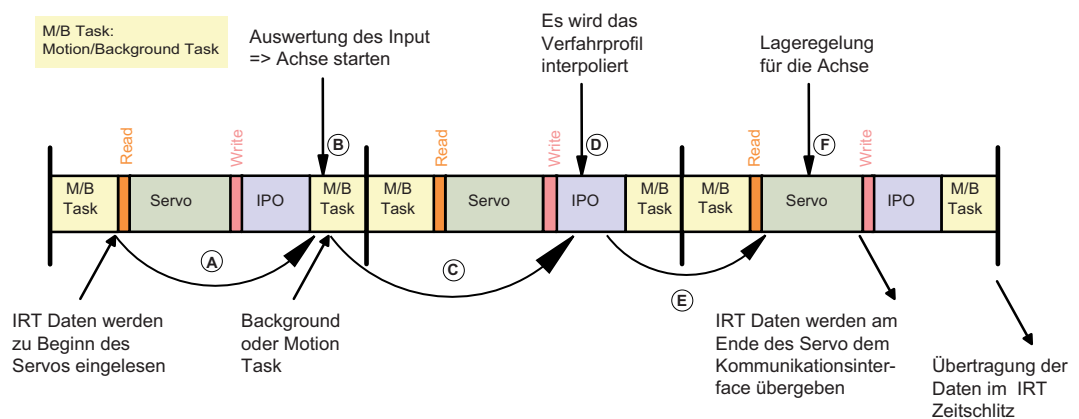 M/B Task:
Motion/Background Task
Auswertung des Input
=> Achse starten
Es wird das
Verfahrprofil
interpoliert
Lageregelung
für die Achse
Read
Write
B
Read
Write
D
Read
F
Write
M/B
Task
Servo
IPO
M/B
Task
M/B
Task
Servo
IPO
M/B
Task
M/B
Task
Servo
IPO
M/B
Task
A
C
E
IRT Daten werden
zu Beginn des
Servos eingelesen
Background
oder Motion
Task
IRT Daten werden am
Ende des Servo dem
Kommunikationsinter-
face übergeben
Übertragung der
Daten im IRT
Zeitschlitz